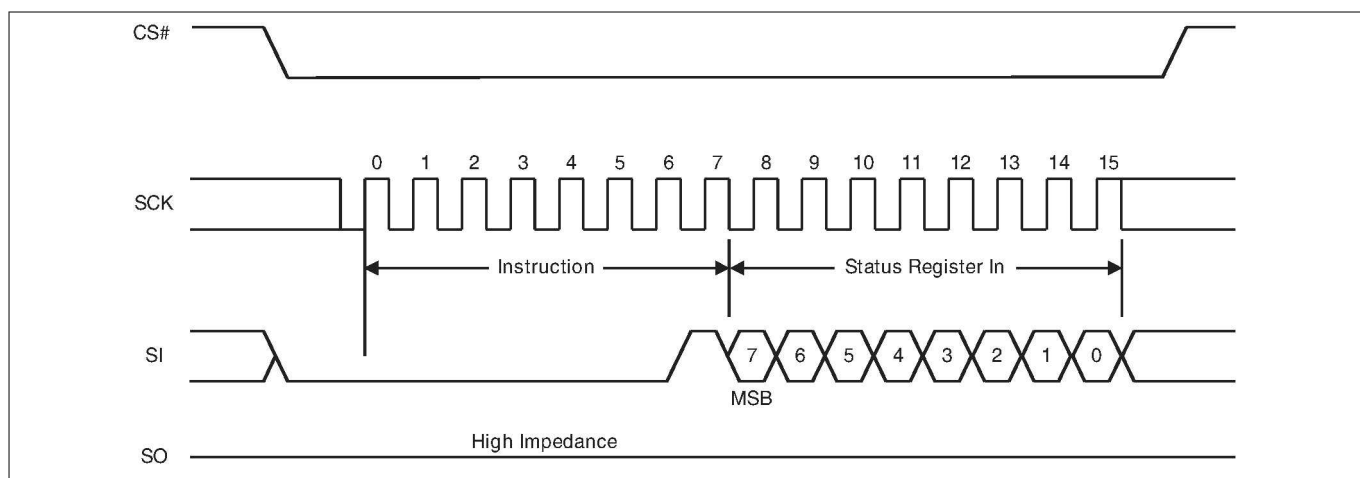 CS#
0 1 2 3 4 5 6 7 8 9 10 11 12 13 14 15
SCK
Instruction
Status Register In
SI
7 6 5 4 3 2 1 0
MSB
High Impedance
SO